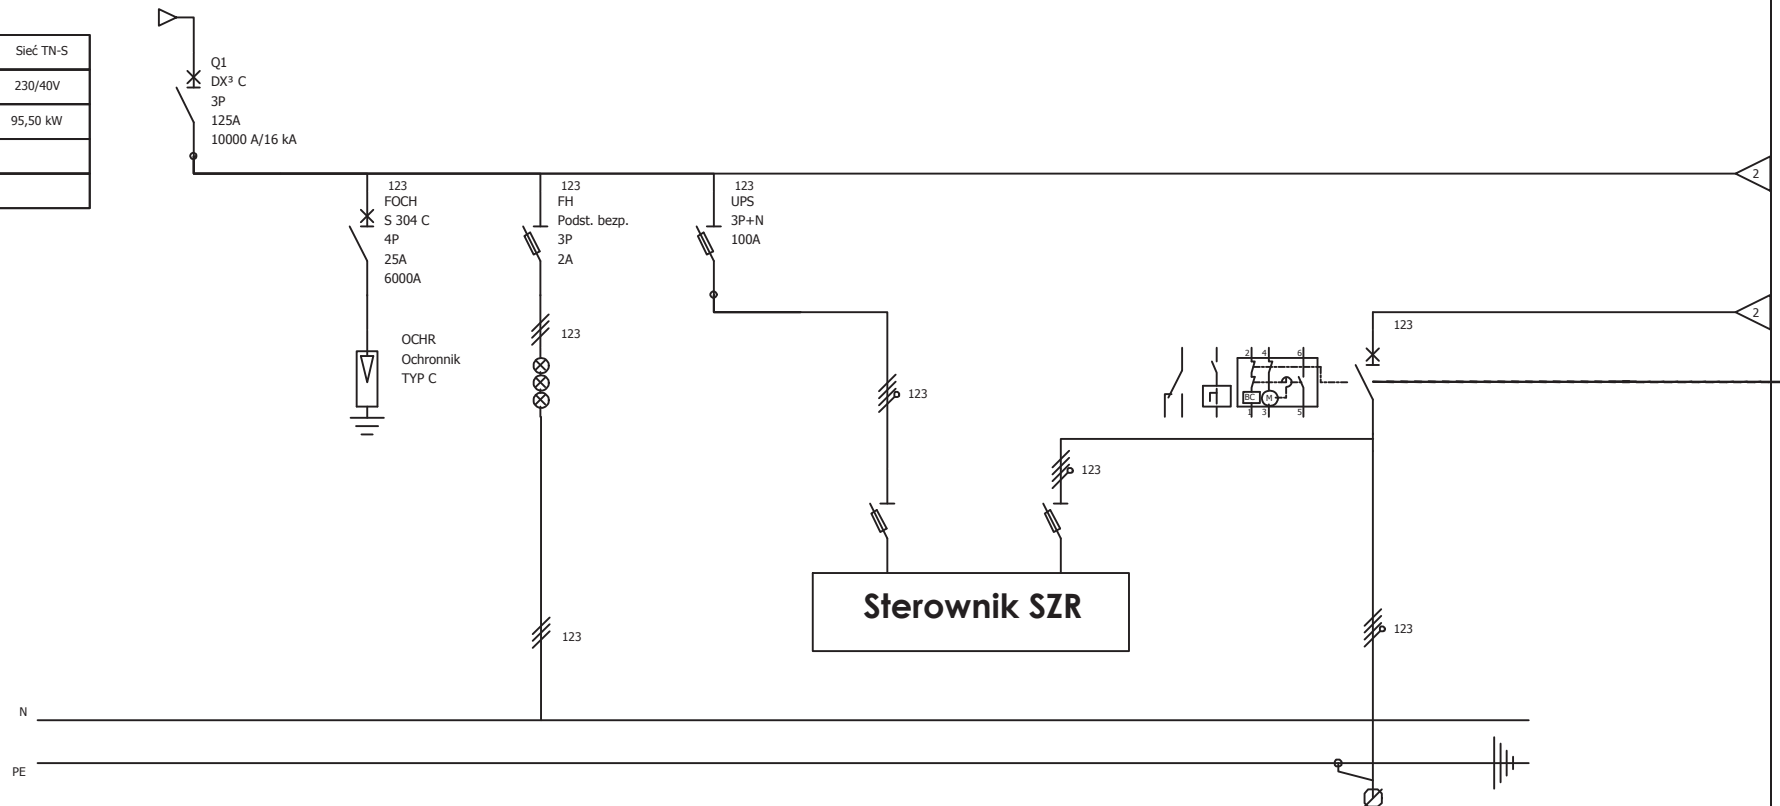 Sieć TN-S
230/40V
95,50 kW
Q1
DX³ C
3P
125A
10000 A/16 kA
2
123
FOCH
S 304 C
4P
25A
6000A
123
FH
Podst. bezp.
3P
2A
123
UPS
3P+N
100A
2
123
123
OCHR
Ochronnik
TYP C
123
2
4
6
BC
M
1
3
5
123
Sterownik SZR
123
123
N
PE